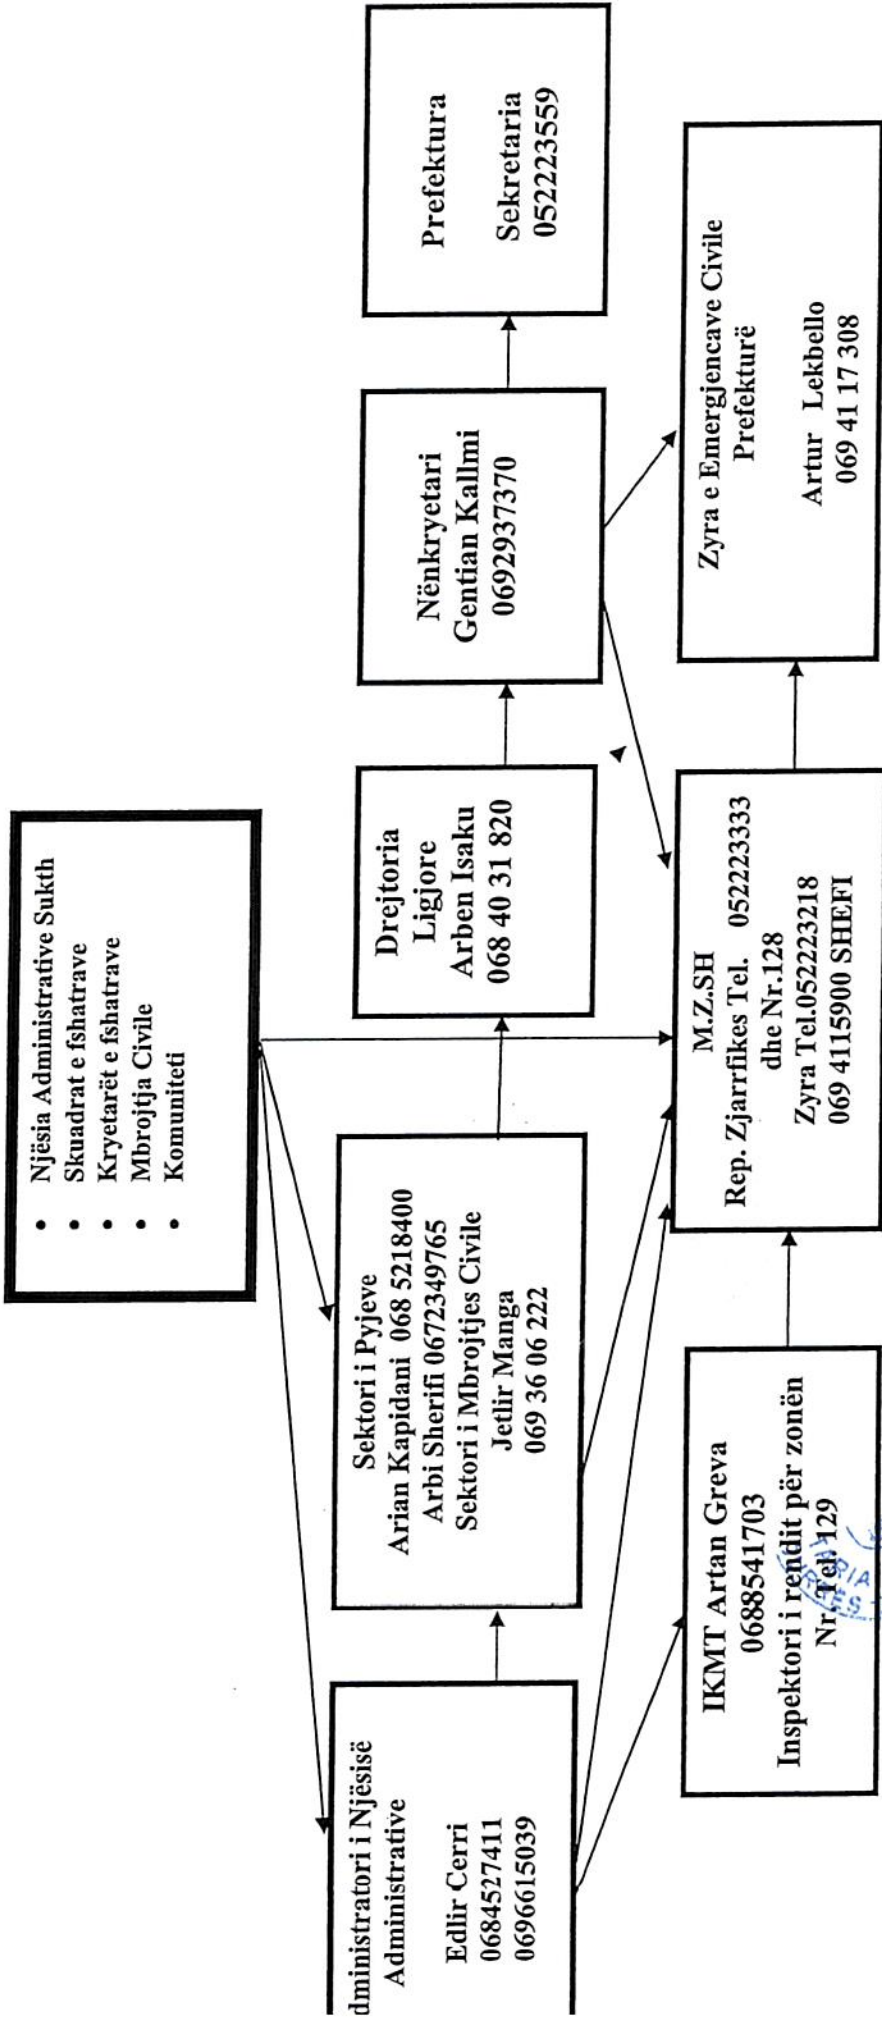 • Njësia Administrative Sukth
• Skuadrat e fshatrave
• Kryetarët e fshatrave
• Mbrojtja Civile
• Komuniteti
dministratori i Njësisë
Administrative
Edlir Cerri
0684527411
0696615039
Sektori i Pyjeve
Arian Kapidani 068 5218400
Arbi Sherifi 0672349765
Sektori i Mbrojtjes Civile
Jetlir Manga
069 36 06 222
Drejtoria
Ligjore
Arben Isaku
068 40 31 820
Nënkryetari
Gentian Kallmi
0692937370
Prefektura
Sekretaria
052223559
IKMT Artan Greva
0688541703
Inspektori i rendit për zonën
Nr. Tel. 129
M.Z.SH
Rep. Zjarrfikes Tel. 052223333
dhe Nr.128
Zyra Tel.052223218
069 4115900 SHEFI
Zyra e Emergjencave Civile
Prefekturë
Artur Lekbello
069 41 17 308